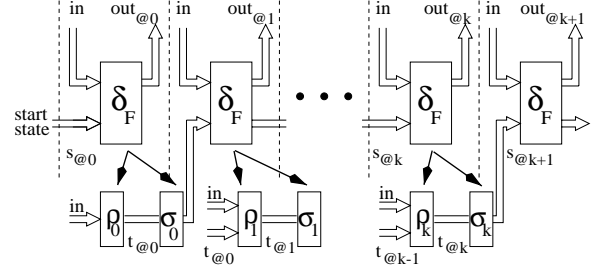 in out@0 in out@1 in out@k in out@k+1
δF δF δF δF
start
state
s@0 s@k s@k+1
in ρ0 σ0 in ρ1 σ1 in ρk σk
t@0 t@0 t@1 t@k-1 t@k